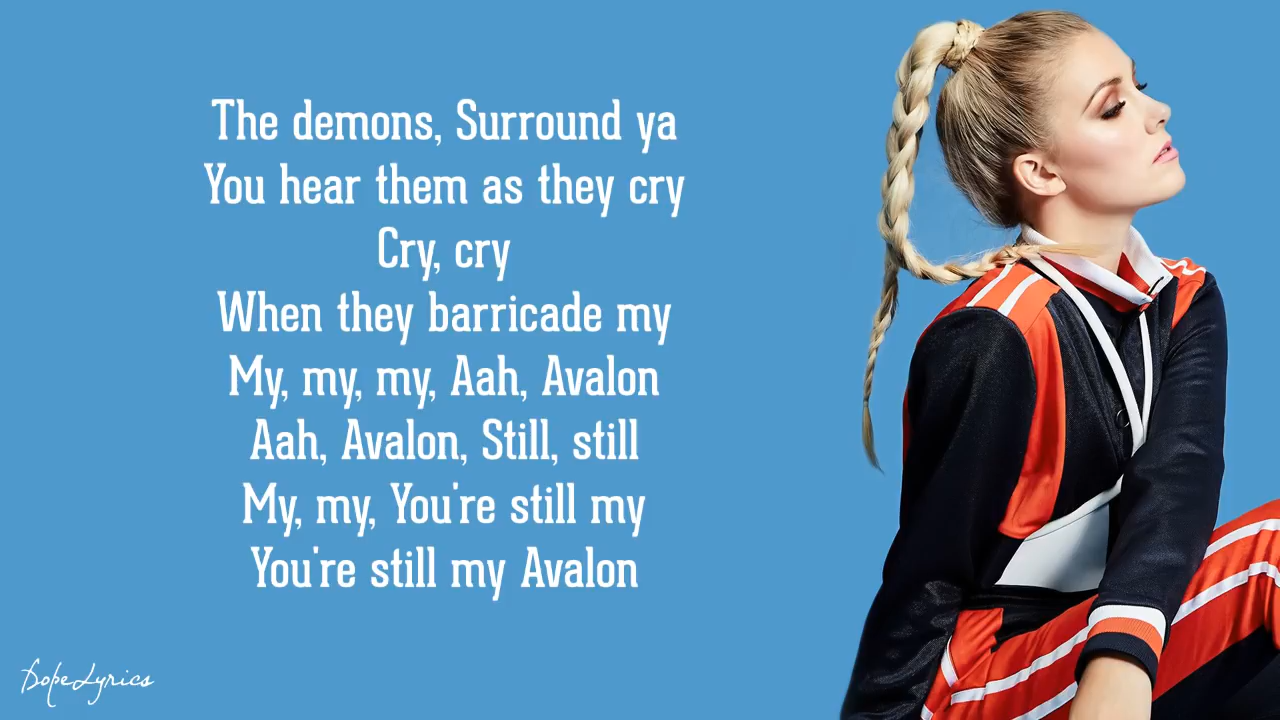 The demons, Surround ya
You hear them as they cry
Cry, cry
When they barricade my
My, my, my, Aah, Avalon
Aah, Avalon, Still, still
My, my, You're still my
You're still my Avalon
DopeLyrics